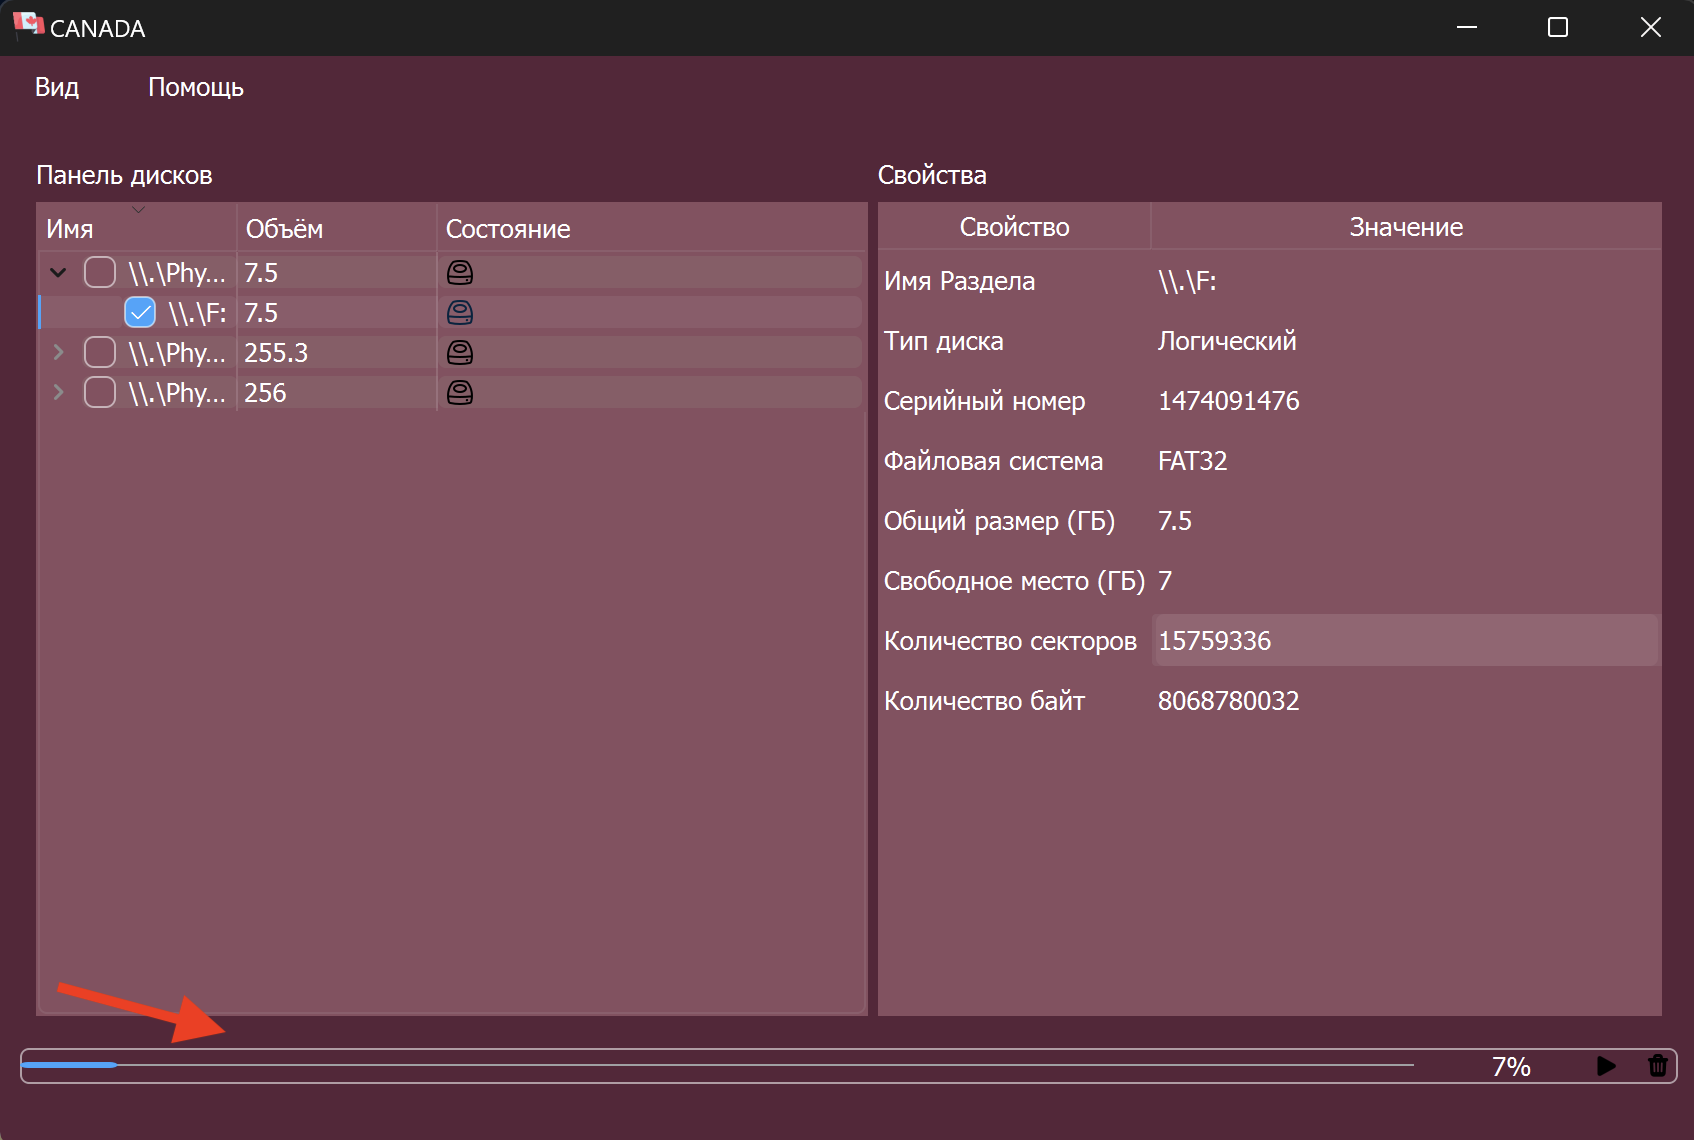 CANADA
Вид Помощь
Панель дисков
Имя Объём Состояние
\\.\Phy... 7.5
\\.\F: 7.5
\\.\Phy... 255.3
\\.\Phy... 256
Свойства
Свойство Значение
Имя Раздела \\.\F:
Тип диска Логический
Серийный номер 1474091476
Файловая система FAT32
Общий размер (ГБ) 7.5
Свободное место (ГБ) 7
Количество секторов 15759336
Количество байт 8068780032
7%